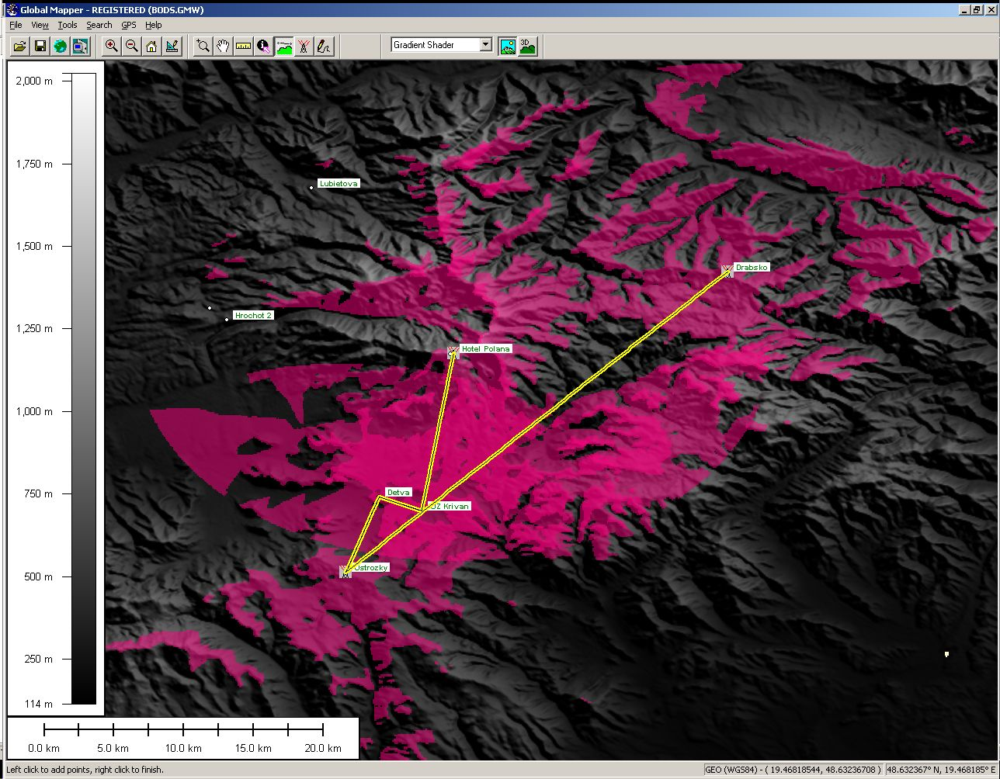 Global Mapper - REGISTERED (BODS.GMW)
File View Tools Search GPS Help
Gradient Shader
3D
2,000 m
1,750 m
1,500 m
1,250 m
1,000 m
750 m
500 m
250 m
114 m
Lubietova
Drabsko
Hrochot 2
Hotel Polana
Detva
OZ Krivan
Ostrozky
0.0 km 5.0 km 10.0 km 15.0 km 20.0 km
Left click to add points, right click to finish.
GEO (WGS84) - ( 19.46818544, 48.63236708 ) 48.632367° N, 19.468185° E